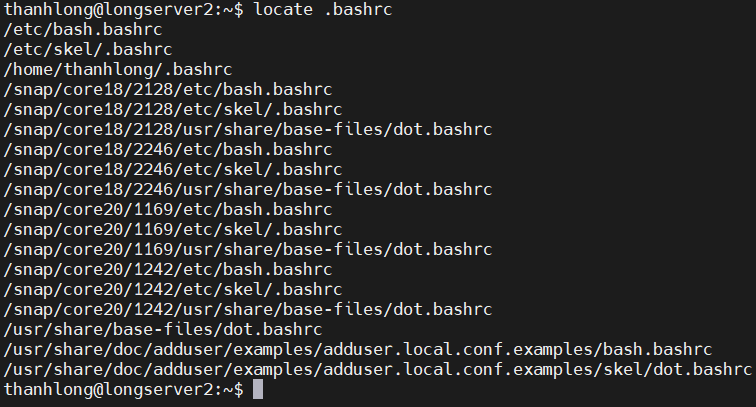 thanhlong@longserver2:~$ locate .bashrc
/etc/bash.bashrc
/etc/skel/.bashrc
/home/thanhlong/.bashrc
/snap/core18/2128/etc/bash.bashrc
/snap/core18/2128/etc/skel/.bashrc
/snap/core18/2128/usr/share/base-files/dot.bashrc
/snap/core18/2246/etc/bash.bashrc
/snap/core18/2246/etc/skel/.bashrc
/snap/core18/2246/usr/share/base-files/dot.bashrc
/snap/core20/1169/etc/bash.bashrc
/snap/core20/1169/etc/skel/.bashrc
/snap/core20/1169/usr/share/base-files/dot.bashrc
/snap/core20/1242/etc/bash.bashrc
/snap/core20/1242/etc/skel/.bashrc
/snap/core20/1242/usr/share/base-files/dot.bashrc
/usr/share/base-files/dot.bashrc
/usr/share/doc/adduser/examples/adduser.local.conf.examples/bash.bashrc
/usr/share/doc/adduser/examples/adduser.local.conf.examples/skel/dot.bashrc
thanhlong@longserver2:~$